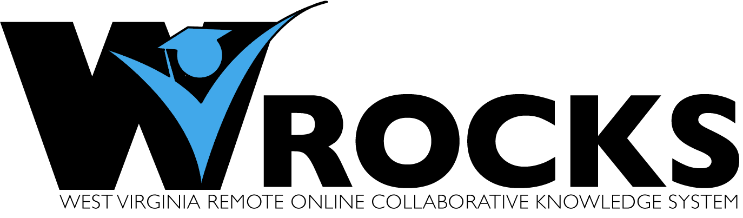 WVROCKS
WEST VIRGINIA REMOTE ONLINE COLLABORATIVE KNOWLEDGE SYSTEM